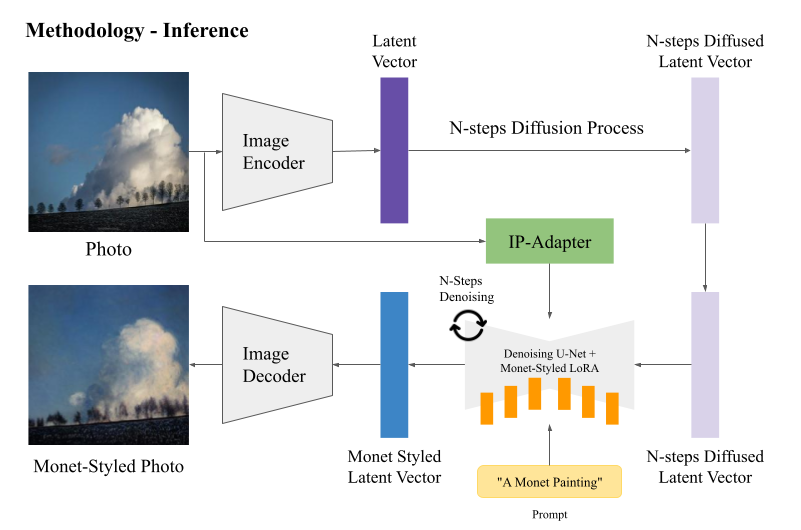 Methodology - Inference
Latent
Vector
N-steps Diffused
Latent Vector
Image
Encoder
N-steps Diffusion Process
Photo
IP-Adapter
N-Steps
Denoising
Image
Decoder
Denoising U-Net +
Monet-Styled LoRA
Monet-Styled Photo
Monet Styled
Latent Vector
"A Monet Painting"
Prompt
N-steps Diffused
Latent Vector